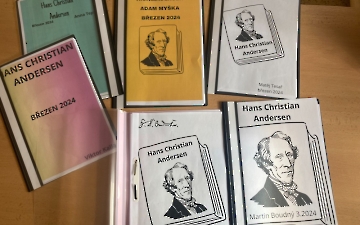 Hans
Christian
Andersen
ADAM MYŠKA
BŘEZEN 2024
Hans Christian
Andersen
HANS CHRISTIAN
ANDERSEN
BŘEZEN 2024
Hans Christian
Andersen
Hans Christian
Andersen
Martin Boudný 3.2024